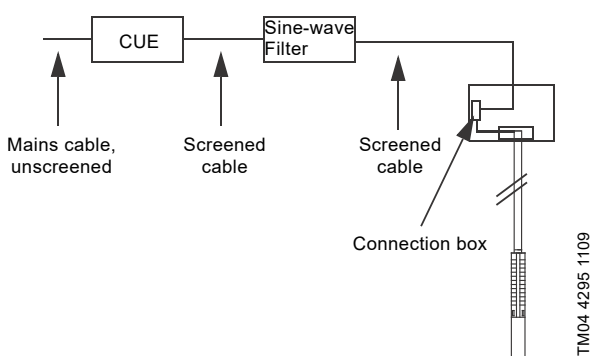 CUE
Sine-wave
Filter
Mains cable,
unscreened
Screened
cable
Screened
cable
Connection box
TM04 4295 1109